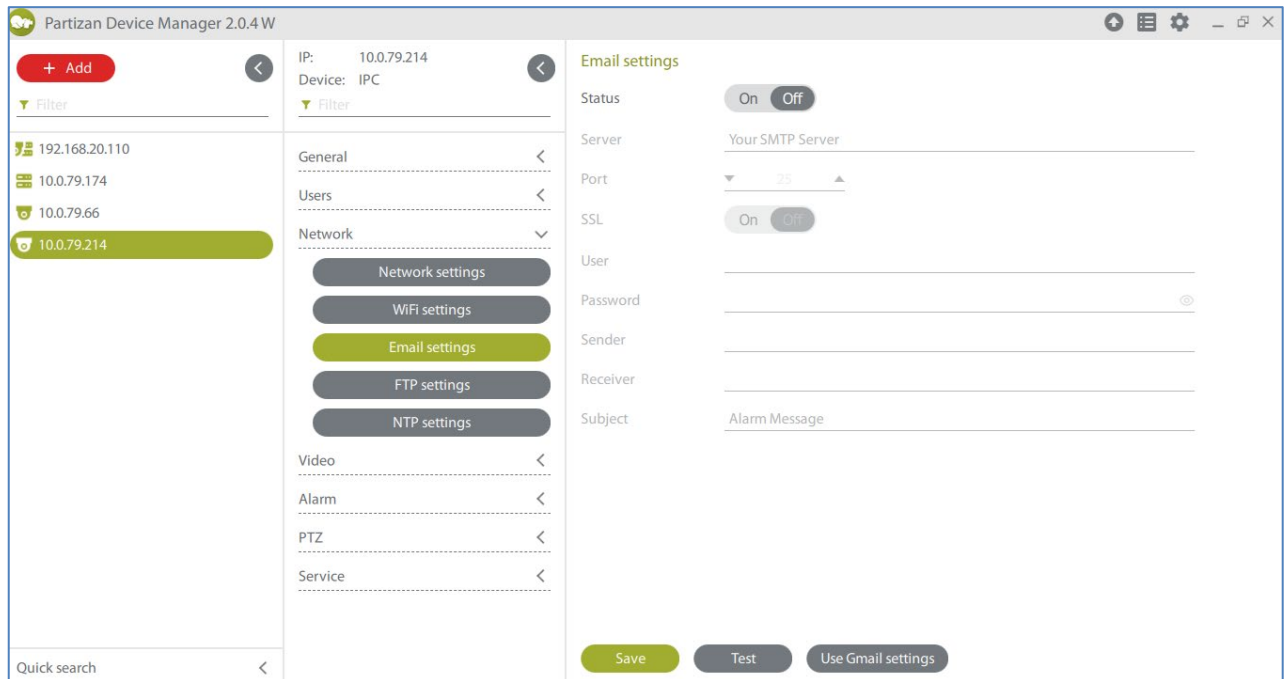 Partizan Device Manager 2.0.4 W
+ Add
Filter
192.168.20.110
10.0.79.174
10.0.79.66
10.0.79.214
Quick search
IP: 10.0.79.214
Device: IPC
Filter
General
Users
Network
Network settings
WiFi settings
Email settings
FTP settings
NTP settings
Video
Alarm
PTZ
Service
Email settings
Status On Off
Server Your SMTP Server
Port 25
SSL On Off
User
Password
Sender
Receiver
Subject Alarm Message
Save Test Use Gmail settings